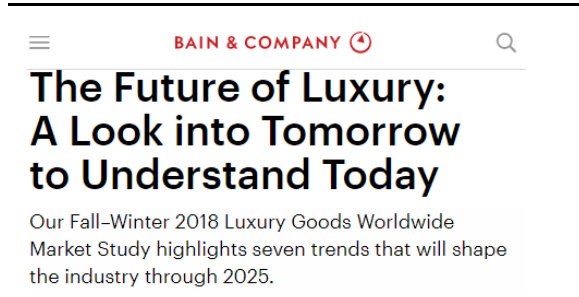 BAIN & COMPANY
The Future of Luxury:
A Look into Tomorrow
to Understand Today
Our Fall–Winter 2018 Luxury Goods Worldwide
Market Study highlights seven trends that will shape
the industry through 2025.